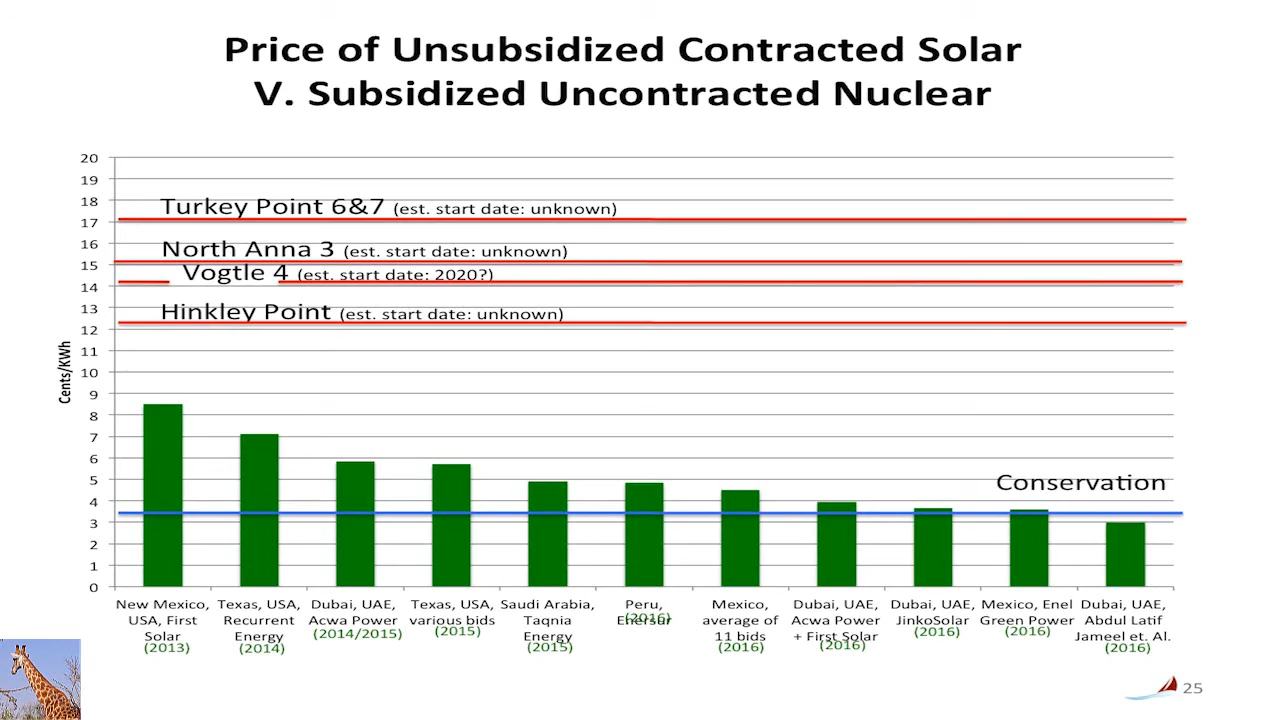 Price of Unsubsidized Contracted Solar
V. Subsidized Uncontracted Nuclear
20
19
18
17
16
15
14
13
12
11
10
9
8
7
6
5
4
3
2
1
0
Cents/KWh
Turkey Point 6&7 (est. start date: unknown)
North Anna 3 (est. start date: unknown)
Vogtle 4 (est. start date: 2020?)
Hinkley Point (est. start date: unknown)
Conservation
New Mexico,
USA, First
Solar
(2013)
Texas, USA,
Recurrent
Energy
(2014)
Dubai, UAE,
Acwa Power
(2014/2015)
Texas, USA,
various bids
(2015)
Saudi Arabia,
Taqnia
Energy
(2015)
Peru,
Enersur
(2016)
Mexico,
average of
11 bids
(2016)
Dubai, UAE,
Acwa Power
+ First Solar
(2016)
Dubai, UAE,
JinkoSolar
(2016)
Mexico, Enel
Green Power
(2016)
Dubai, UAE,
Abdul Latif
Jameel et. Al.
(2016)
25